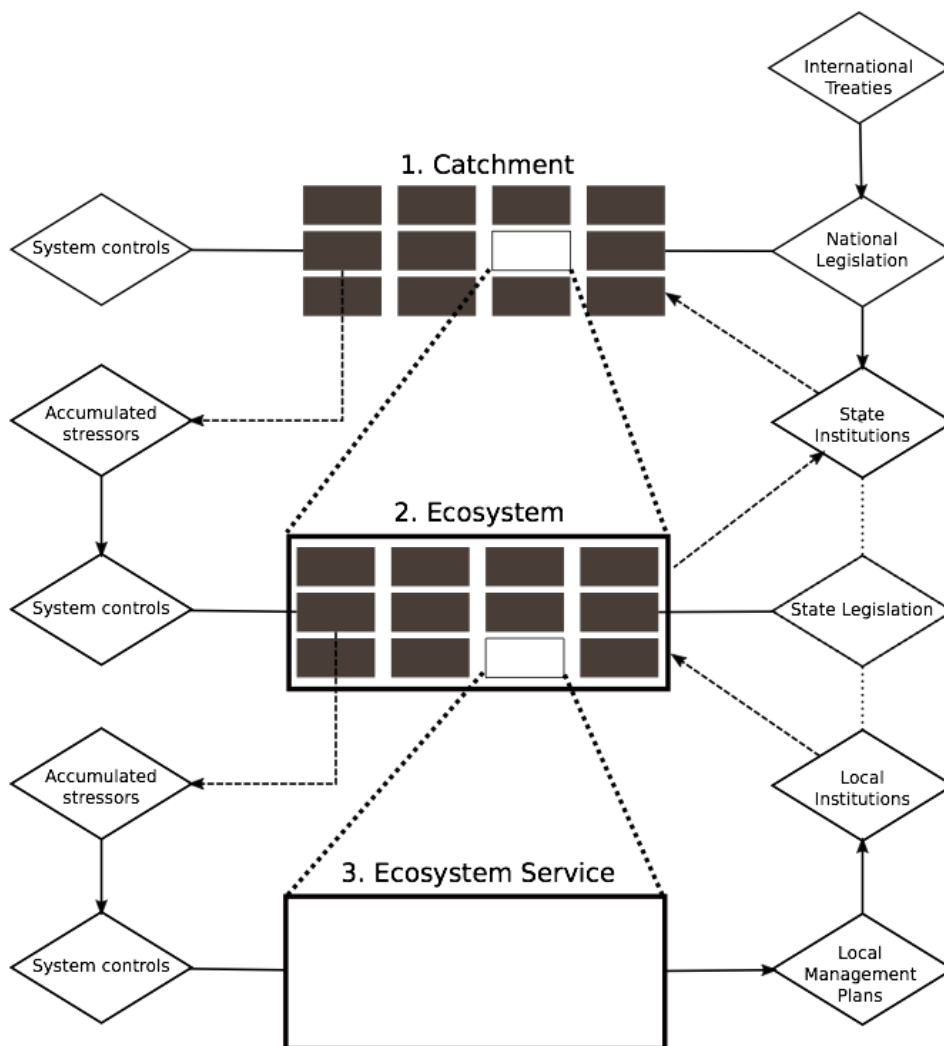 International
Treaties
1. Catchment
System controls
National
Legislation
Accumulated
stressors
State
Institutions
2. Ecosystem
System controls
State Legislation
Accumulated
stressors
Local
Institutions
3. Ecosystem Service
System controls
Local
Management
Plans